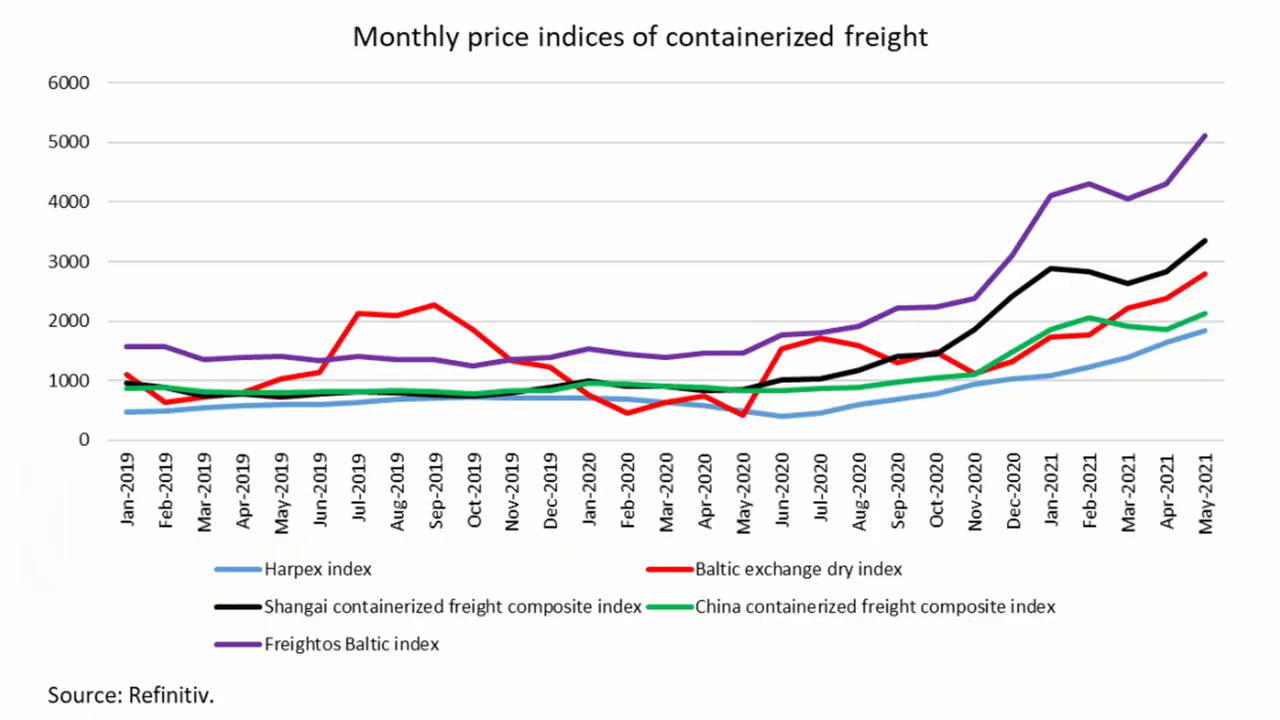 Monthly price indices of containerized freight
6000
5000
4000
3000
2000
1000
0
Jan-2019
Feb-2019
Mar-2019
Apr-2019
May-2019
Jun-2019
Jul-2019
Aug-2019
Sep-2019
Oct-2019
Nov-2019
Dec-2019
Jan-2020
Feb-2020
Mar-2020
Apr-2020
May-2020
Jun-2020
Jul-2020
Aug-2020
Sep-2020
Oct-2020
Nov-2020
Dec-2020
Jan-2021
Feb-2021
Mar-2021
Apr-2021
May-2021
Harpex index
Baltic exchange dry index
Shangai containerized freight composite index
China containerized freight composite index
Freightos Baltic index
Source: Refinitiv.